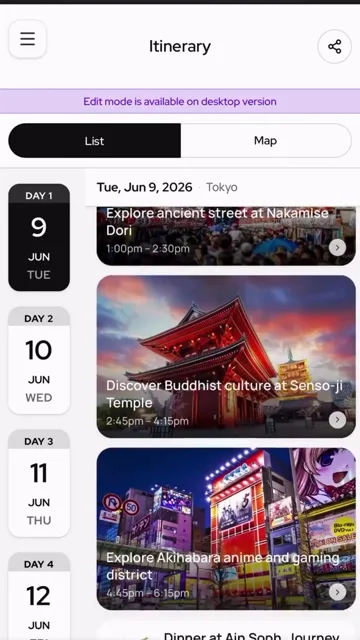 Itinerary
Edit mode is available on desktop version
List
Map
Tue, Jun 9, 2026 · Tokyo
DAY 1
9
JUN
TUE
DAY 2
10
JUN
WED
DAY 3
11
JUN
THU
DAY 4
12
JUN
Explore ancient street at Nakamise
Dori
1:00pm – 2:30pm
Discover Buddhist culture at Senso-ji
Temple
2:45pm – 4:15pm
50
Explore Akihabara anime and gaming
district
4:45pm – 6:15pm
Dinner at Ain Soph. Journey